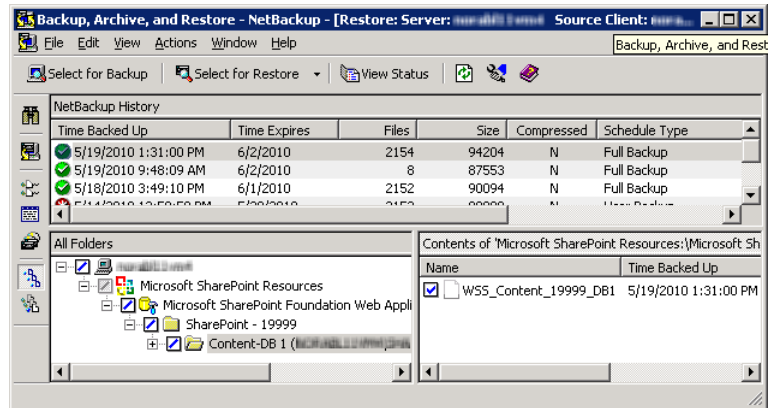 Backup, Archive, and Restore - NetBackup - [Restore: Server: Source Client:
File Edit View Actions Window Help
Backup, Archive, and Rest
Select for Backup Select for Restore View Status
NetBackup History
Time Backed Up Time Expires Files Size Compressed Schedule Type
5/19/2010 1:31:00 PM 6/2/2010 2154 94204 N Full Backup
5/19/2010 9:48:09 AM 6/2/2010 8 87553 N Full Backup
5/18/2010 3:49:10 PM 6/1/2010 2152 90094 N Full Backup
All Folders
Microsoft SharePoint Resources
Microsoft SharePoint Foundation Web Appli
SharePoint - 19999
Content-DB 1 (
Contents of 'Microsoft SharePoint Resources:\Microsoft Sh
Name Time Backed Up
WSS_Content_19999_DB1 5/19/2010 1:31:00 PM